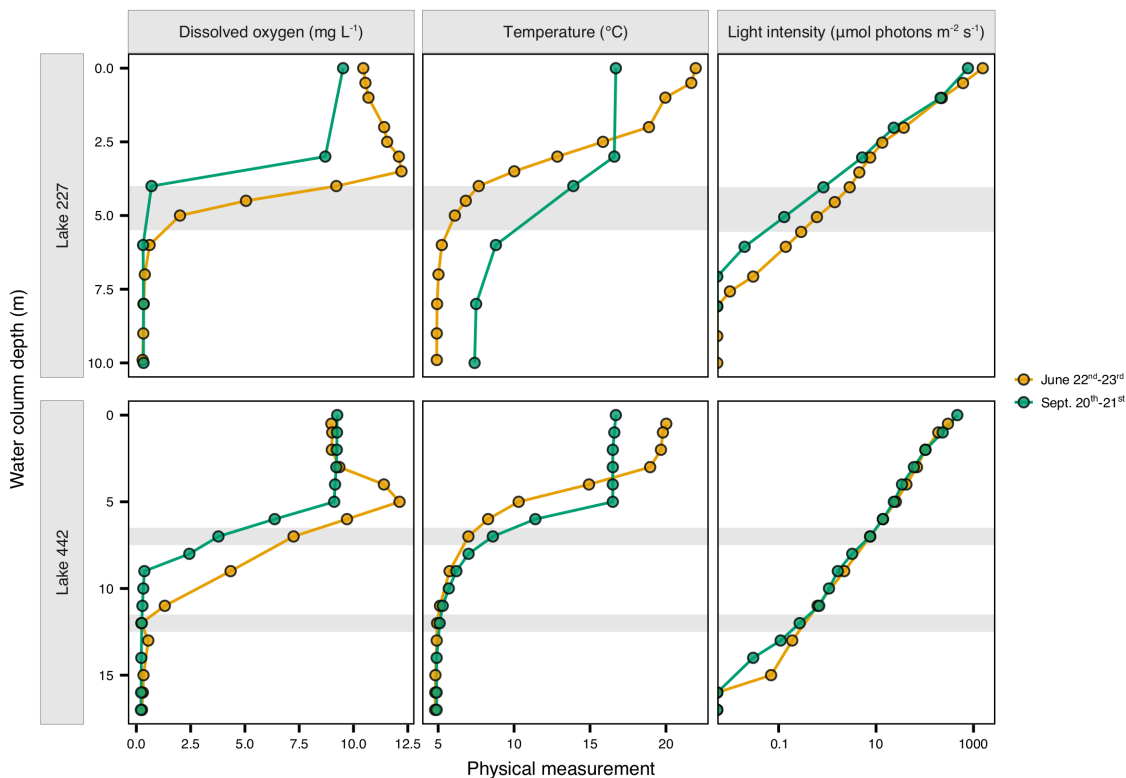 Dissolved oxygen (mg L⁻¹)
Temperature (°C)
Light intensity (μmol photons m⁻² s⁻¹)
Water column depth (m)
Lake 227
0.0
2.5
5.0
7.5
10.0
June 22ⁿᵈ-23ʳᵈ
Sept. 20ᵗʰ-21ˢᵗ
Lake 442
0
5
10
15
0.0 2.5 5.0 7.5 10.0 12.5
5 10 15 20
0.1 10 1000
Physical measurement